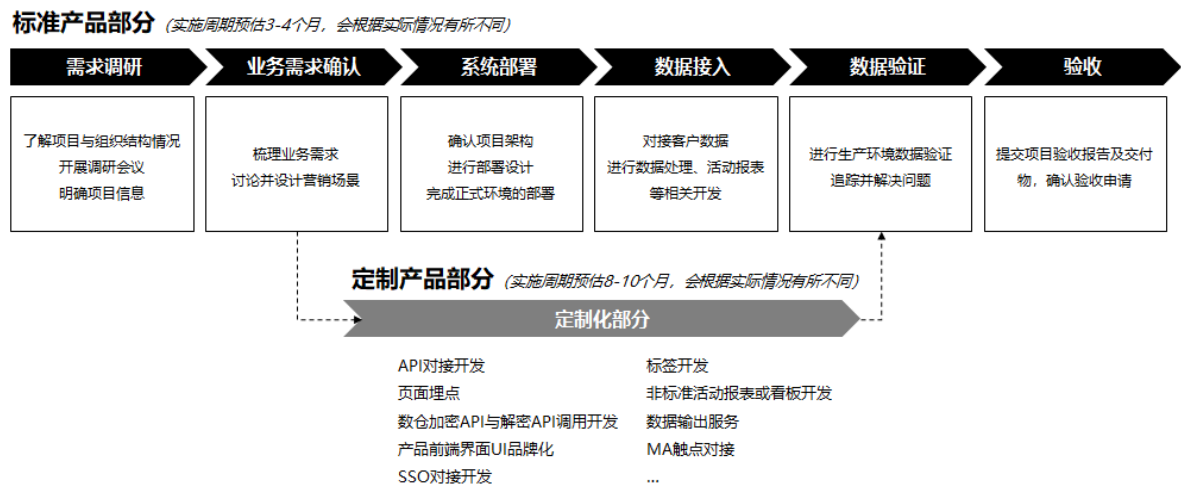 标准产品部分 (实施周期预估3-4个月，会根据实际情况有所不同)
需求调研
业务需求确认
系统部署
数据接入
数据验证
验收
了解项目与组织结构情况
开展调研会议
明确项目信息
梳理业务需求
讨论并设计营销场景
确认项目架构
进行部署设计
完成正式环境的部署
对接客户数据
进行数据处理、活动报表
等相关开发
进行生产环境数据验证
追踪并解决问题
提交项目验收报告及交付
物，确认验收申请
定制产品部分 (实施周期预估8-10个月，会根据实际情况有所不同)
定制化部分
API对接开发
页面埋点
数仓加密API与解密API调用开发
产品前端界面UI品牌化
SSO对接开发
标签开发
非标准活动报表或看板开发
数据输出服务
MA触点对接
...